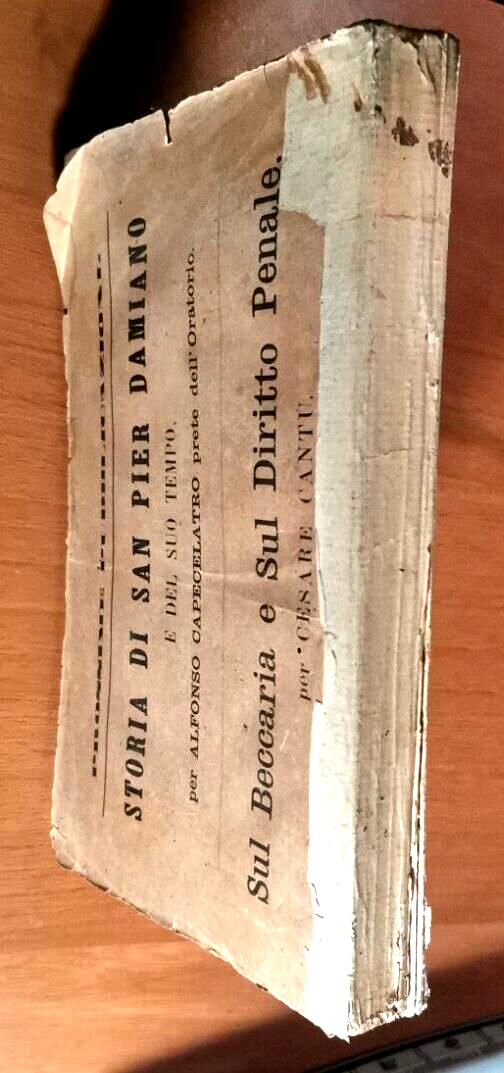 STORIA DI SAN PIER DAMIANO
E DEL SUO TEMPO.
per ALFONSO CAPECELATRO prete dell'Oratorio.
Sul Beccaria e Sul Diritto Penale.
per CESARE CANTÙ.